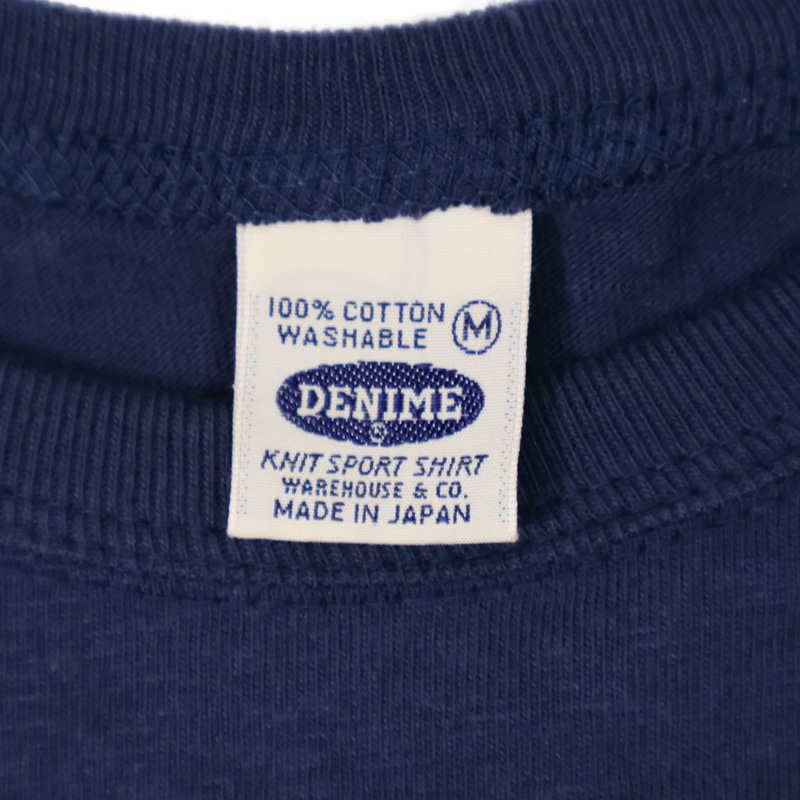 100% COTTON
WASHABLE
M
DENIME
®
KNIT SPORT SHIRT
WAREHOUSE & CO.
MADE IN JAPAN